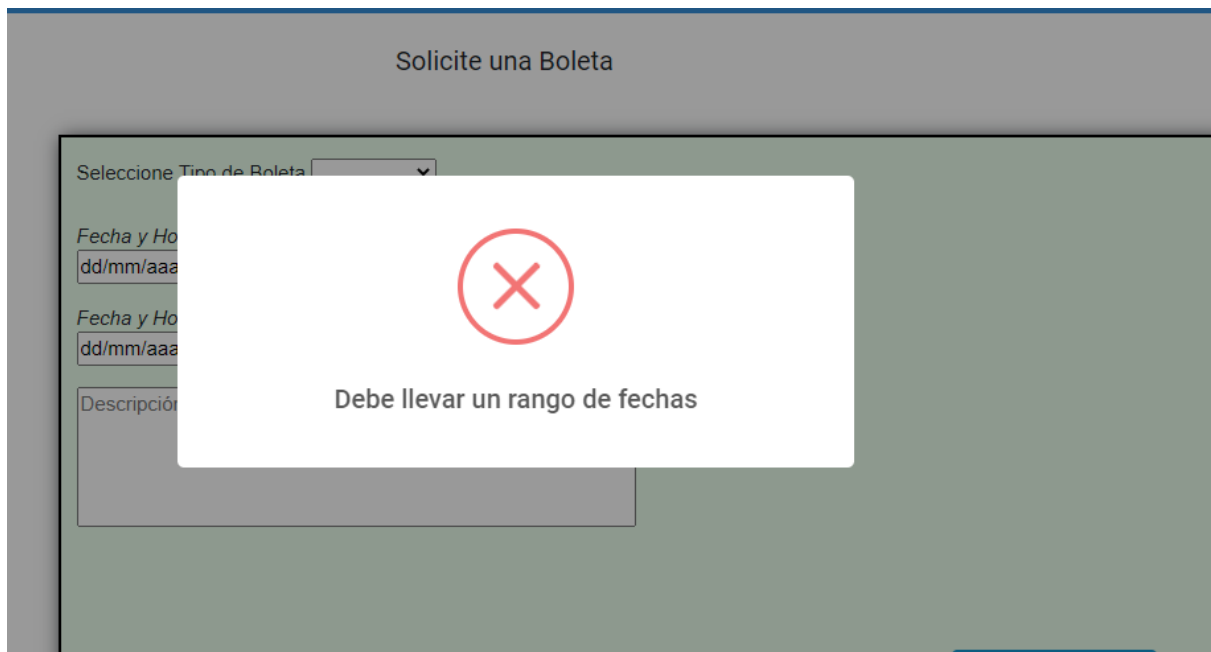 Solicite una Boleta
Seleccione Tipo de Boleta
Fecha y Ho
dd/mm/aaa
Fecha y Ho
dd/mm/aaa
Descripción
Debe llevar un rango de fechas